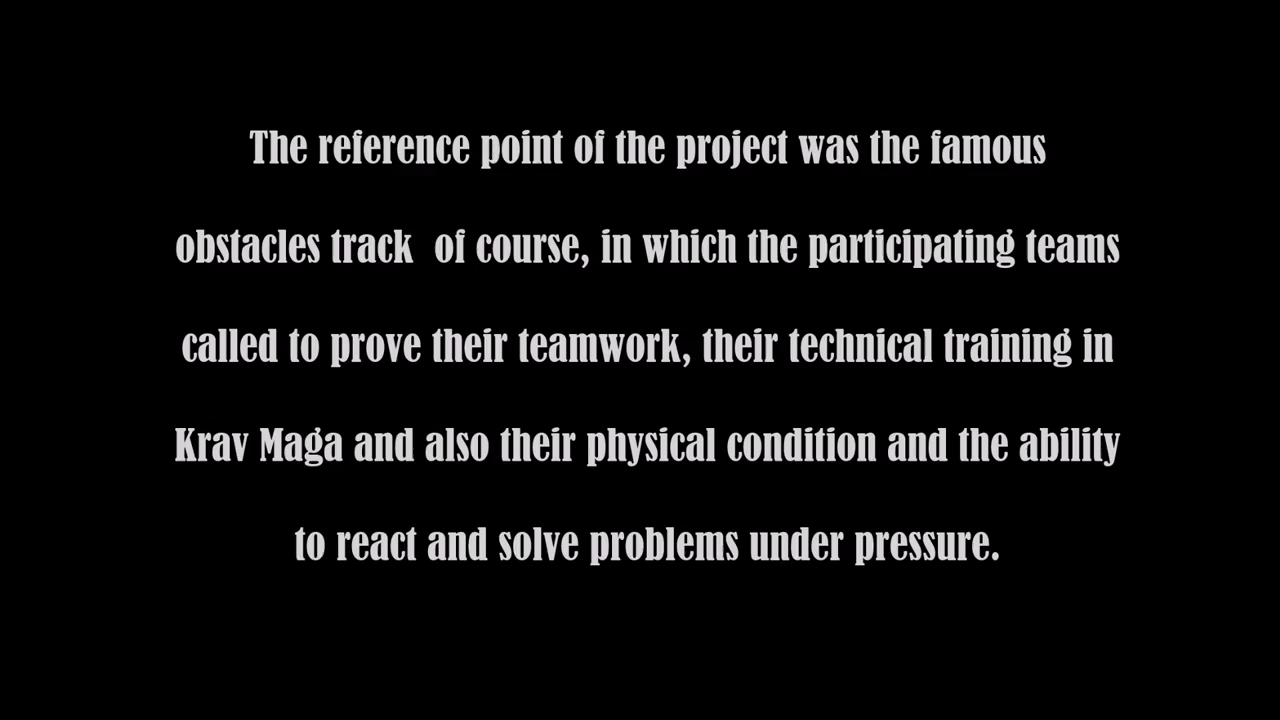 The reference point of the project was the famous
obstacles track  of course, in which the participating teams
called to prove their teamwork, their technical training in
Krav Maga and also their physical condition and the ability
to react and solve problems under pressure.